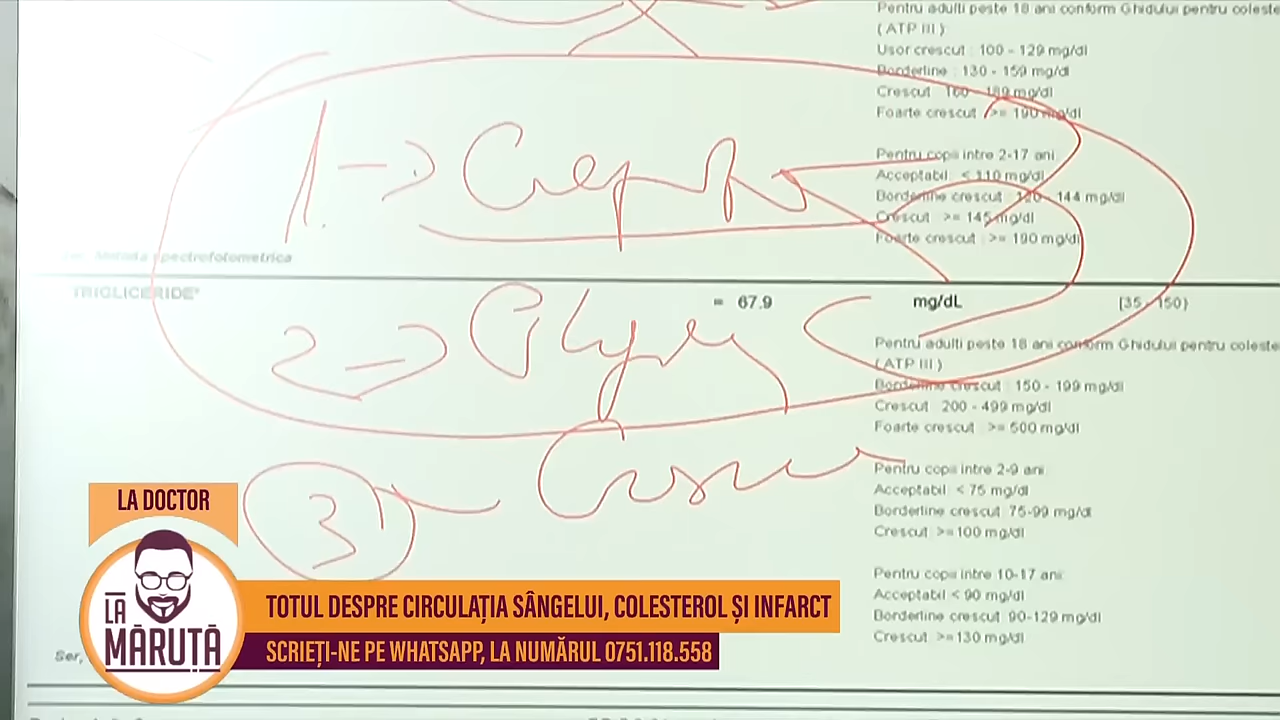 Pentru adulti peste 18 ani conform Ghidului pentru coleste
(ATP III):
Usor crescut : 100 - 129 mg/dl
Borderline : 130 - 159 mg/dl
Crescut 160 - 189 mg/dl
Foarte crescut >= 190 mg/dl
Pentru copii intre 2-17 ani
Acceptabil < 110 mg/dl
Borderline crescut 120 - 144 mg/dl
Crescut >= 145 mg/dl
Foarte crescut >= 190 mg/dl
Metoda spectrofotometrica
TRIGLICERIDE* = 67.9 mg/dL [35 - 150)
Pentru adulti peste 18 ani conform Ghidului pentru coleste
(ATP III)
Borderline crescut 150 - 199 mg/dl
Crescut 200 - 499 mg/dl
Foarte crescut >= 500 mg/dl
Pentru copii intre 2-9 ani
Acceptabil < 75 mg/dl
Borderline crescut 75-99 mg/dl
Crescut >=100 mg/dl
Pentru copii intre 10-17 ani:
Acceptabil < 90 mg/dl
Borderline crescut 90-129 mg/dl
Crescut >=130 mg/dl
1. ->
2 ->
3
Ser,
LA DOCTOR
LA
MĂRUȚĂ
TOTUL DESPRE CIRCULAȚIA SÂNGELUI, COLESTEROL ȘI INFARCT
SCRIEȚI-NE PE WHATSAPP, LA NUMĂRUL 0751.118.558